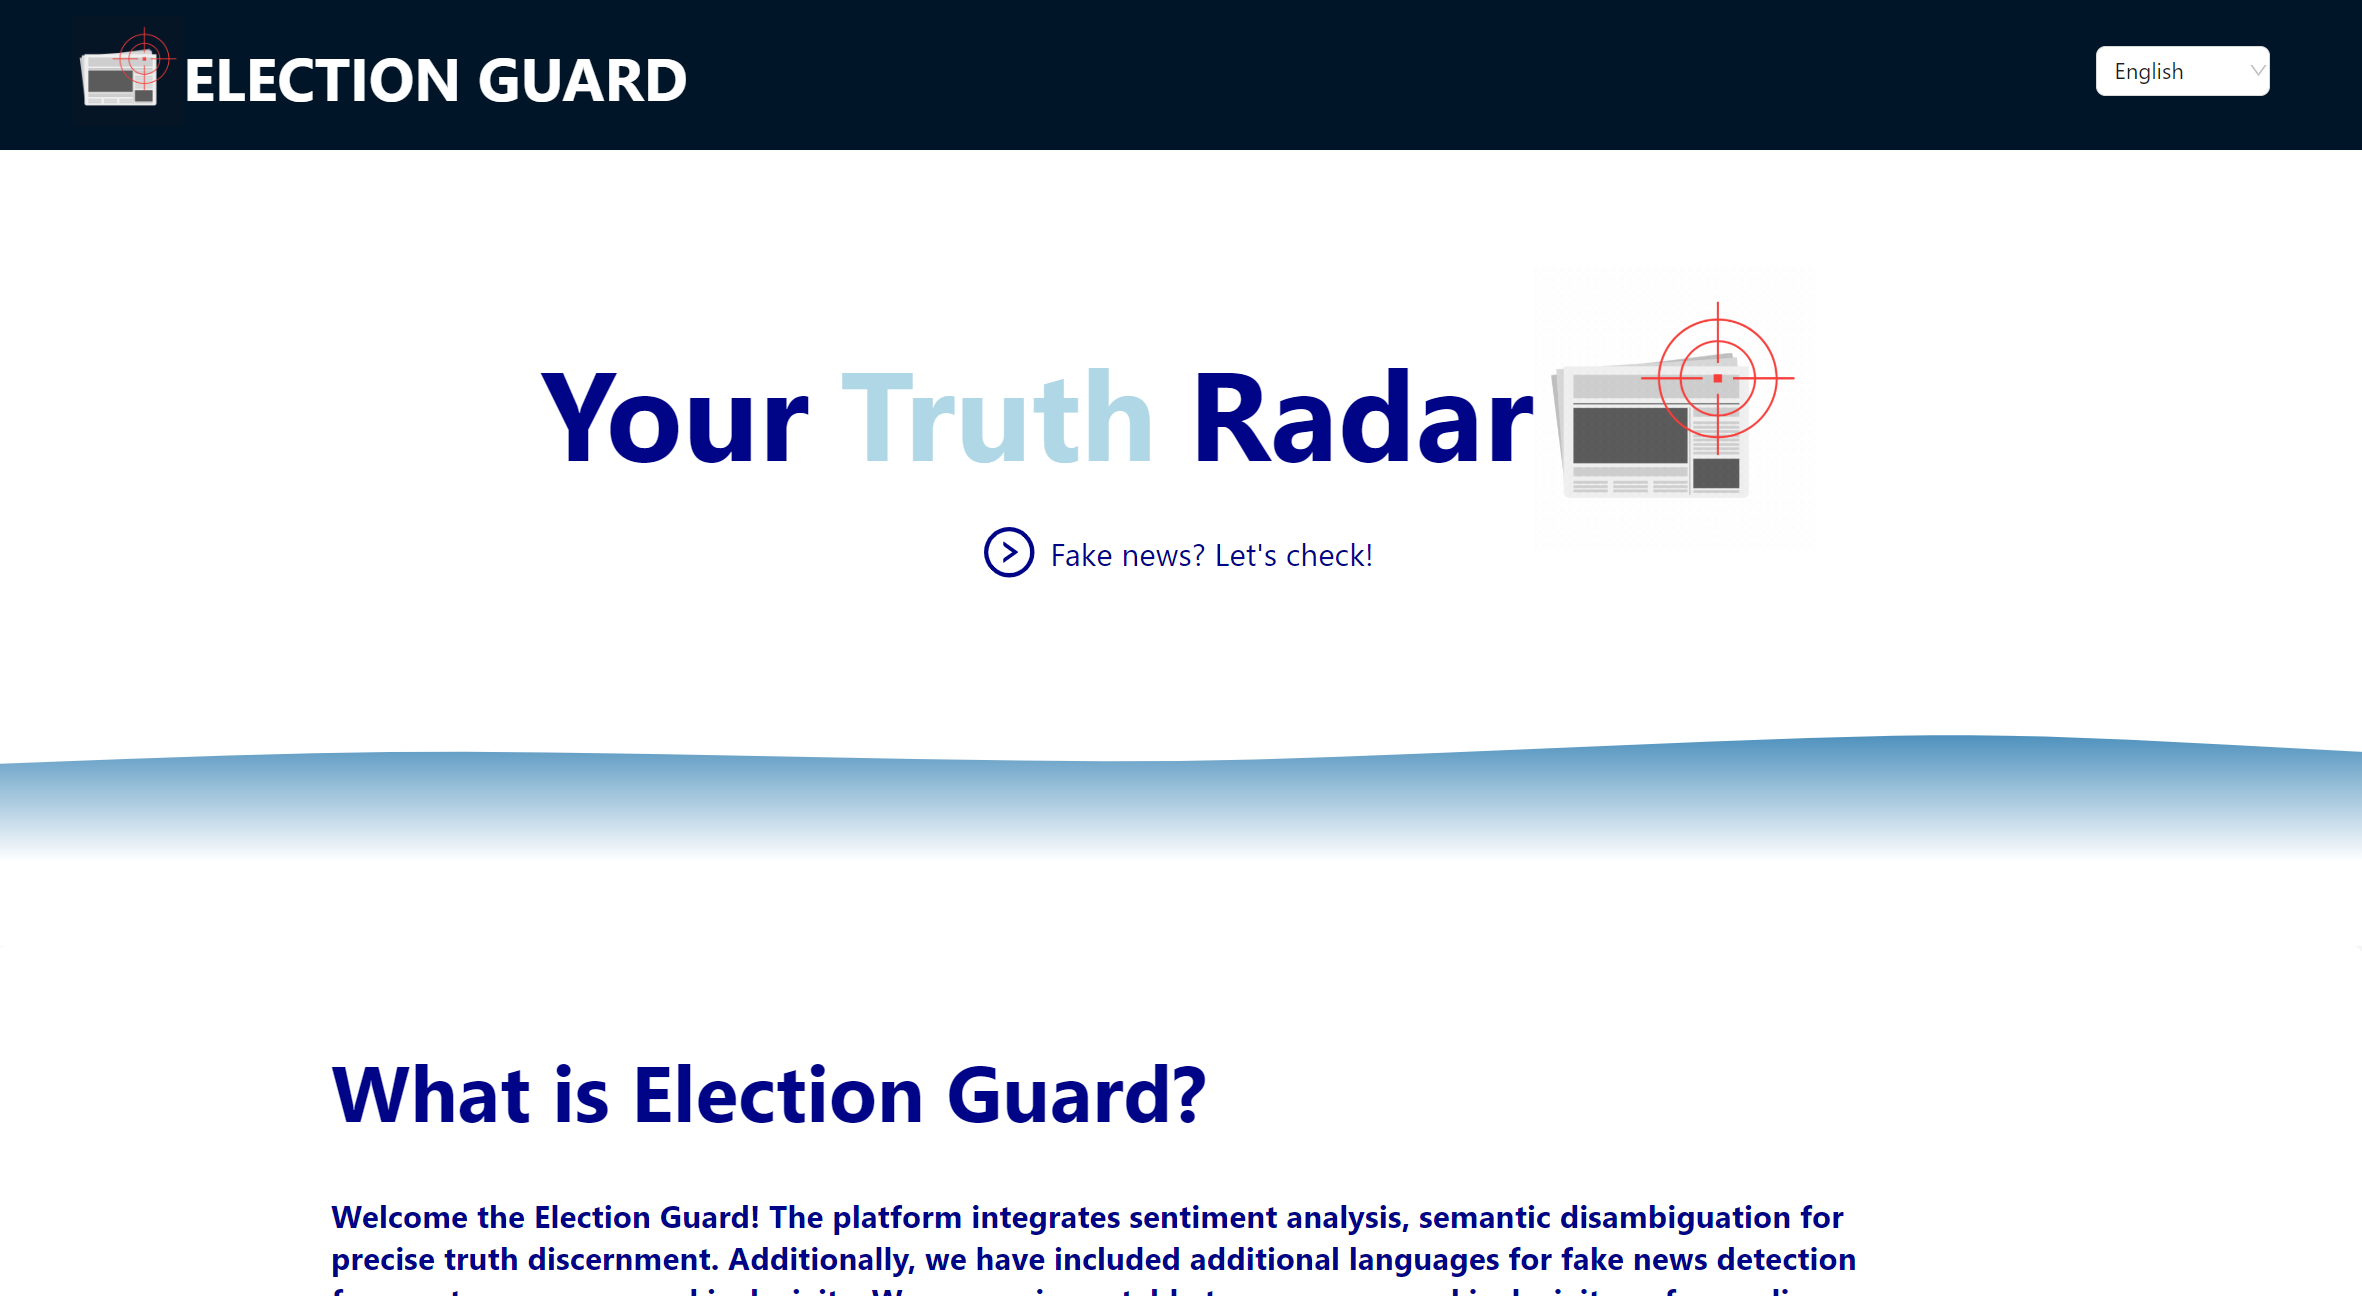 ELECTION GUARD
English
Your Truth Radar
Fake news? Let's check!
What is Election Guard?
Welcome the Election Guard! The platform integrates sentiment analysis, semantic disambiguation for
precise truth discernment. Additionally, we have included additional languages for fake news detection